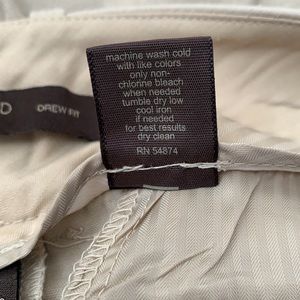 D DREW FIT
machine wash cold
with like colors
only non-
chlorine bleach
when needed
tumble dry low
cool iron
if needed
for best results
dry clean
RN 54874